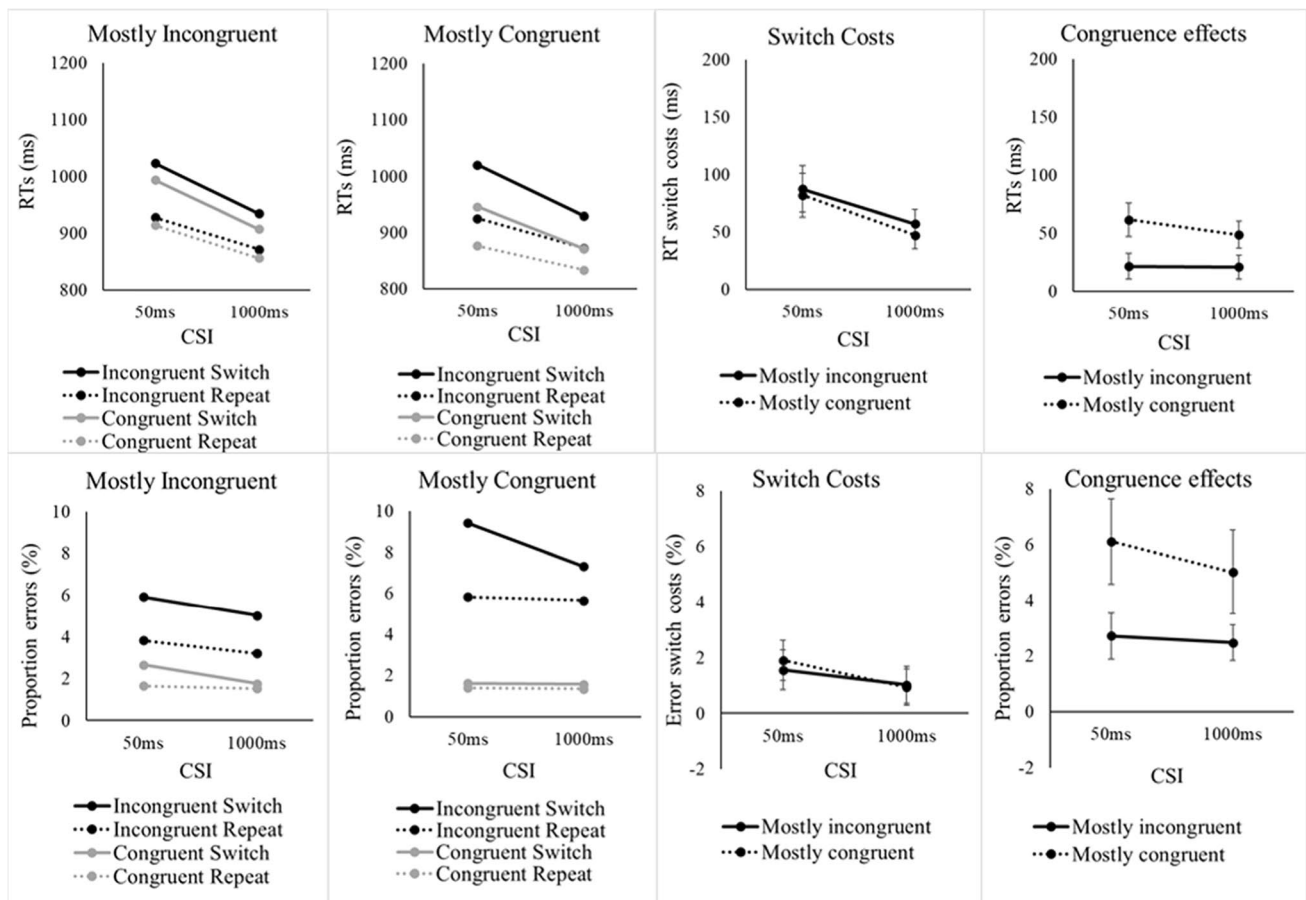 Mostly Incongruent
1200
1100
1000
900
800
RTs (ms)
50ms 1000ms
CSI
Incongruent Switch
Incongruent Repeat
Congruent Switch
Congruent Repeat
Mostly Congruent
1200
1100
1000
900
800
RTs (ms)
50ms 1000ms
CSI
Incongruent Switch
Incongruent Repeat
Congruent Switch
Congruent Repeat
Switch Costs
200
150
100
50
0
RT switch costs (ms)
50ms 1000ms
CSI
Mostly incongruent
Mostly congruent
Congruence effects
200
150
100
50
0
RTs (ms)
50ms 1000ms
CSI
Mostly incongruent
Mostly congruent
Mostly Incongruent
10
8
6
4
2
0
Proportion errors (%)
50ms 1000ms
CSI
Incongruent Switch
Incongruent Repeat
Congruent Switch
Congruent Repeat
Mostly Congruent
10
8
6
4
2
0
Proportion errors (%)
50ms 1000ms
CSI
Incongruent Switch
Incongruent Repeat
Congruent Switch
Congruent Repeat
Switch Costs
8
6
4
2
0
-2
Error switch costs (%)
50ms 1000ms
CSI
Mostly incongruent
Mostly congruent
Congruence effects
8
6
4
2
0
-2
Proportion errors (%)
50ms 1000ms
CSI
Mostly incongruent
Mostly congruent